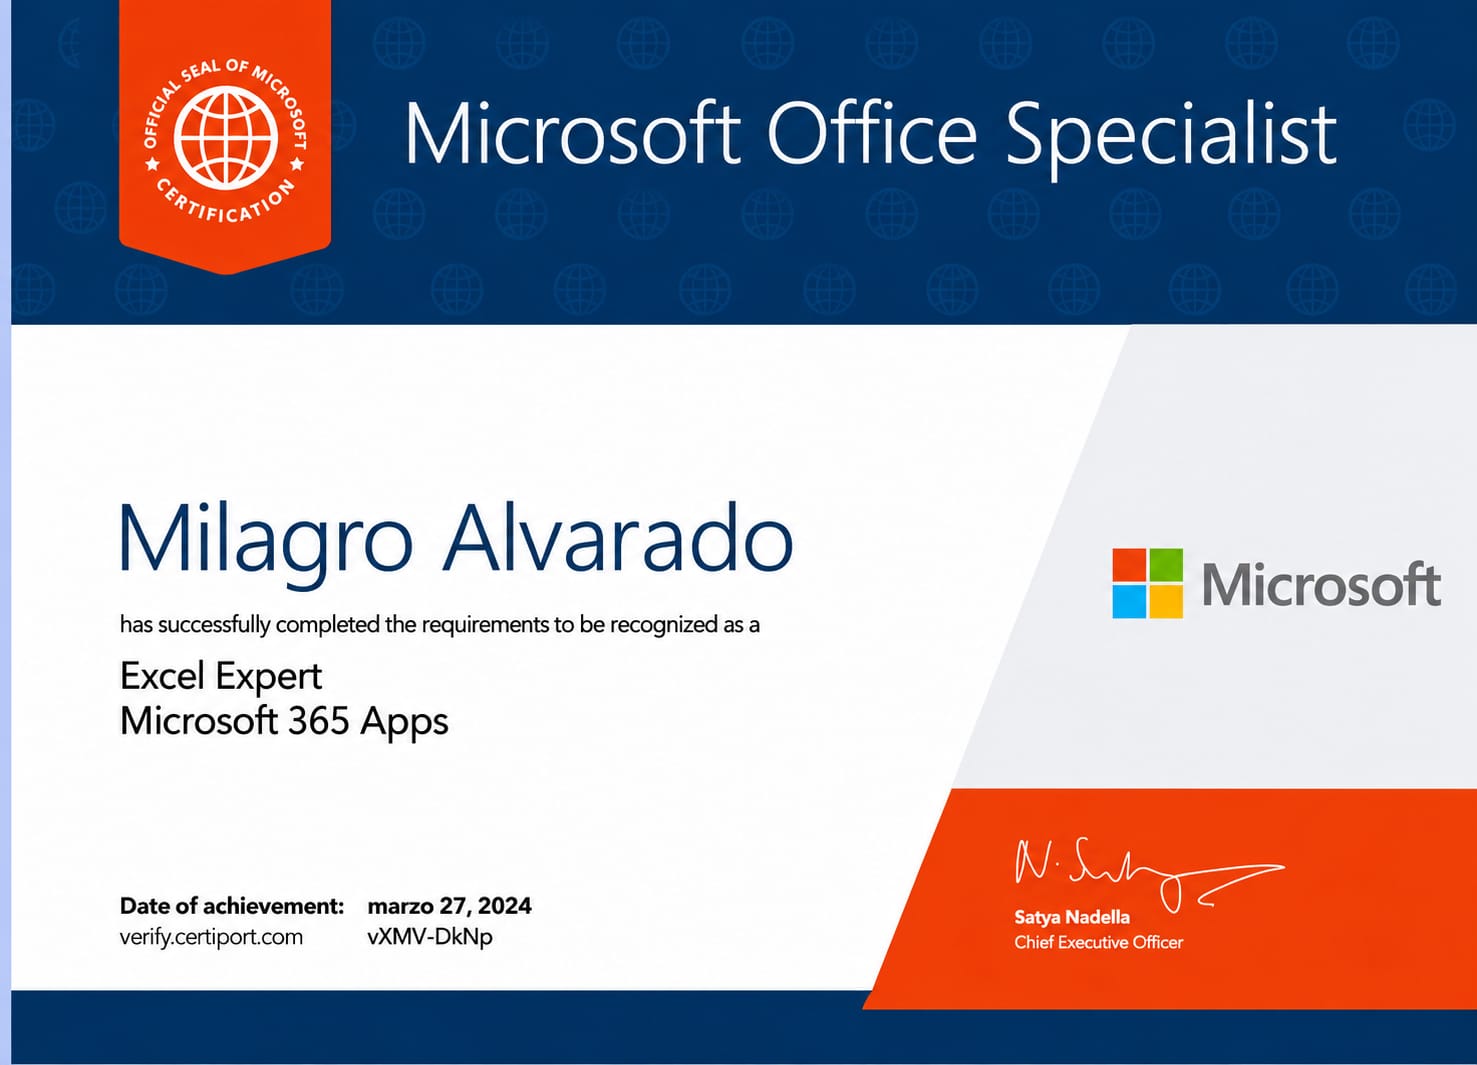 OFFICIAL SEAL OF MICROSOFT
CERTIFICATION
Microsoft Office Specialist
Milagro Alvarado
has successfully completed the requirements to be recognized as a
Excel Expert
Microsoft 365 Apps
Microsoft
Date of achievement: marzo 27, 2024
verify.certiport.com vXMV-DkNp
Satya Nadella
Chief Executive Officer